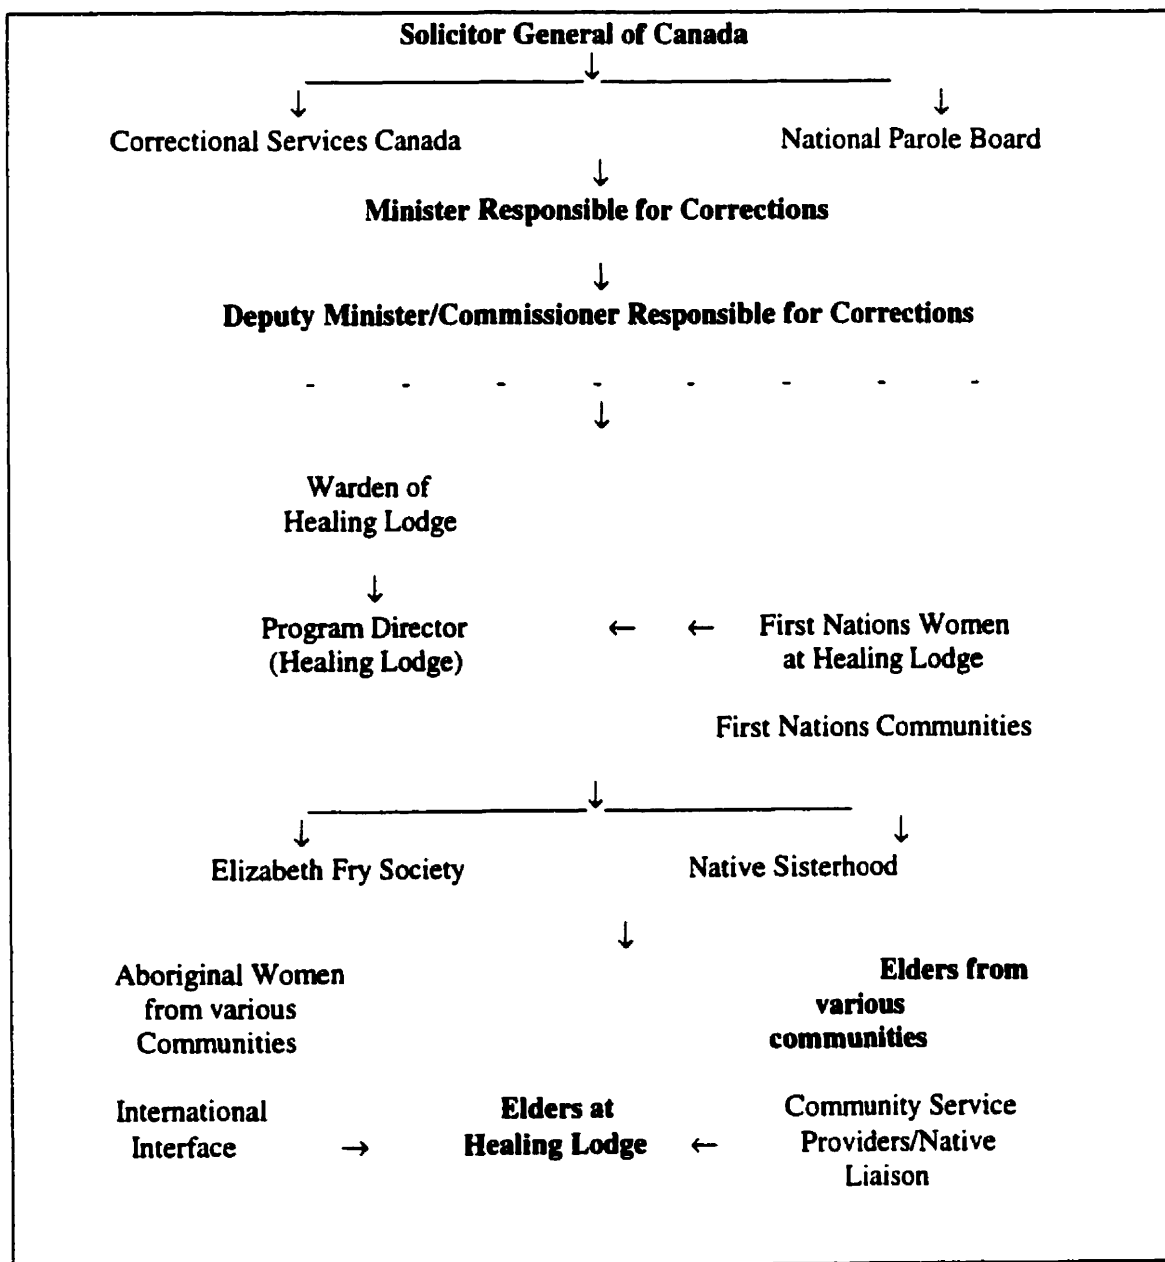 Solicitor General of Canada
↓
↓ ↓
Correctional Services Canada National Parole Board
↓
Minister Responsible for Corrections
↓
Deputy Minister/Commissioner Responsible for Corrections
- - - - - - - -
↓
Warden of
Healing Lodge
↓
Program Director
(Healing Lodge)
← ←
First Nations Women
at Healing Lodge
First Nations Communities
↓
↓ ↓
Elizabeth Fry Society Native Sisterhood
↓
Aboriginal Women
from various
Communities
Elders from
various
communities
International
Interface
→
Elders at
Healing Lodge
←
Community Service
Providers/Native
Liaison